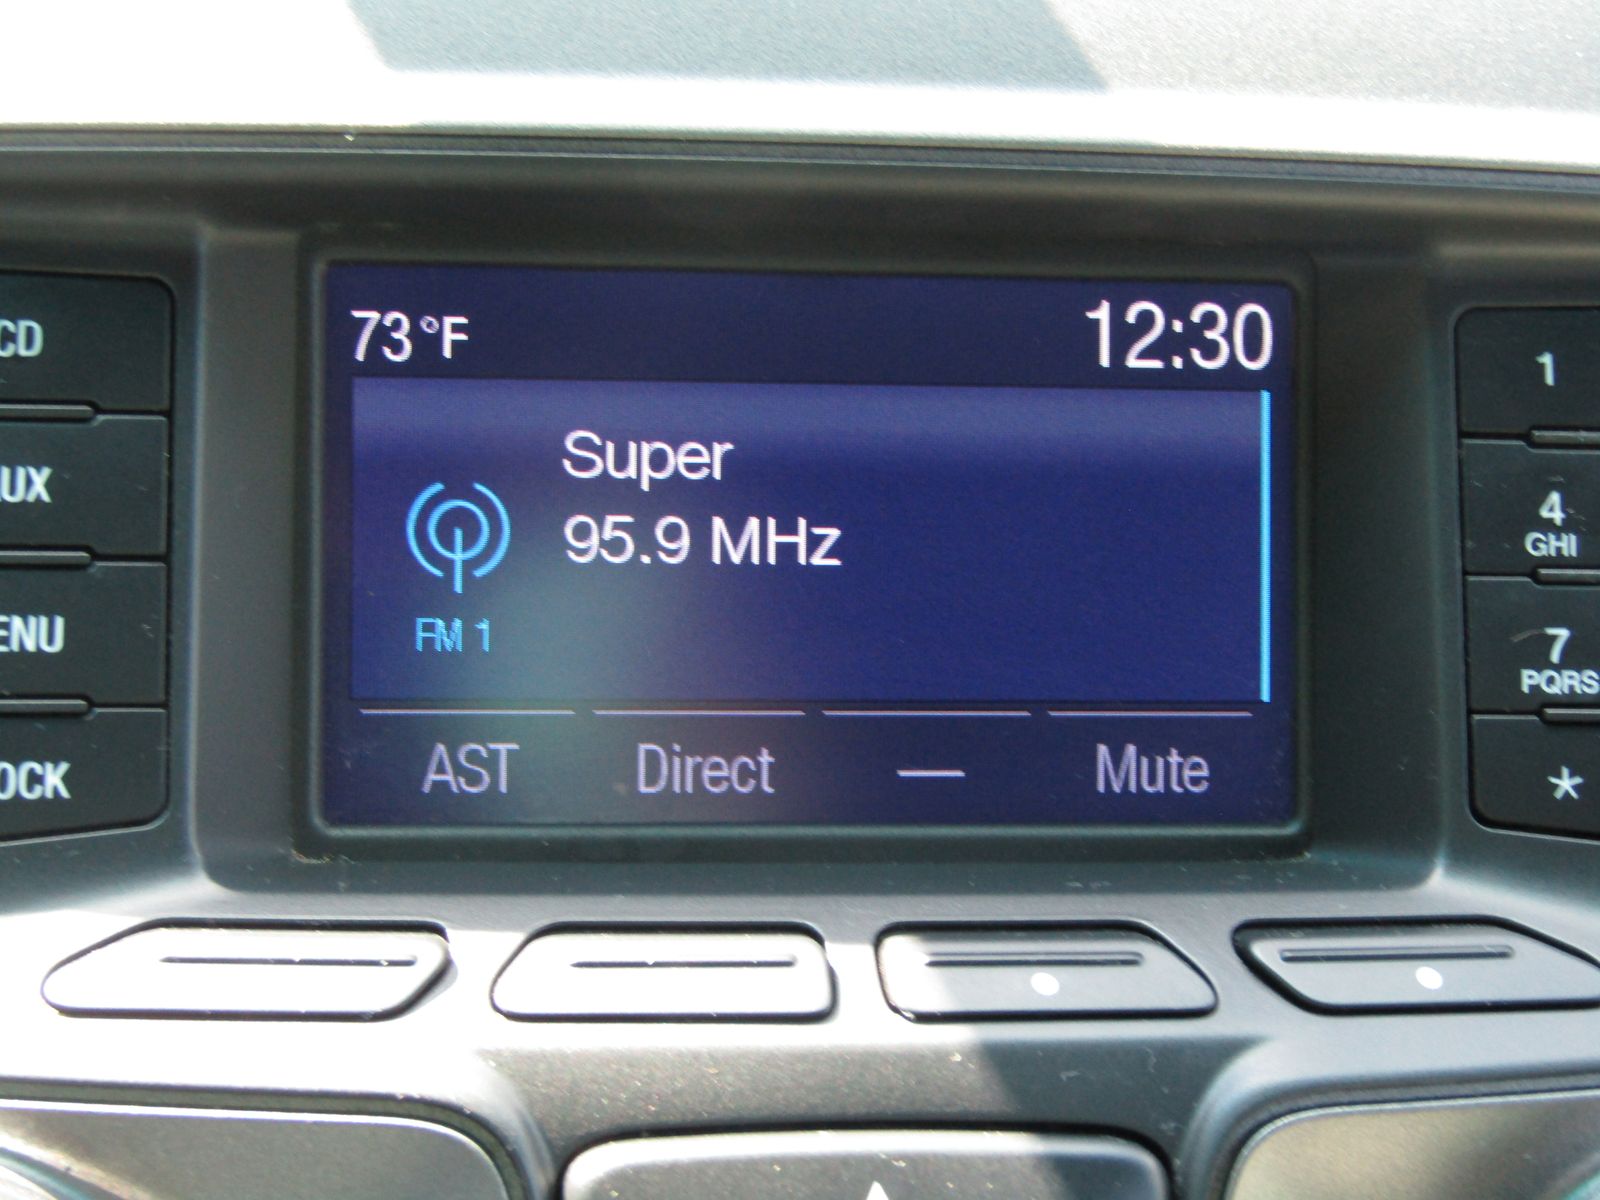 73°F 12:30
Super
95.9 MHz
FM 1
AST Direct — Mute
CD
UX
ENU
OCK
1
4
GHI
7
PQRS
*